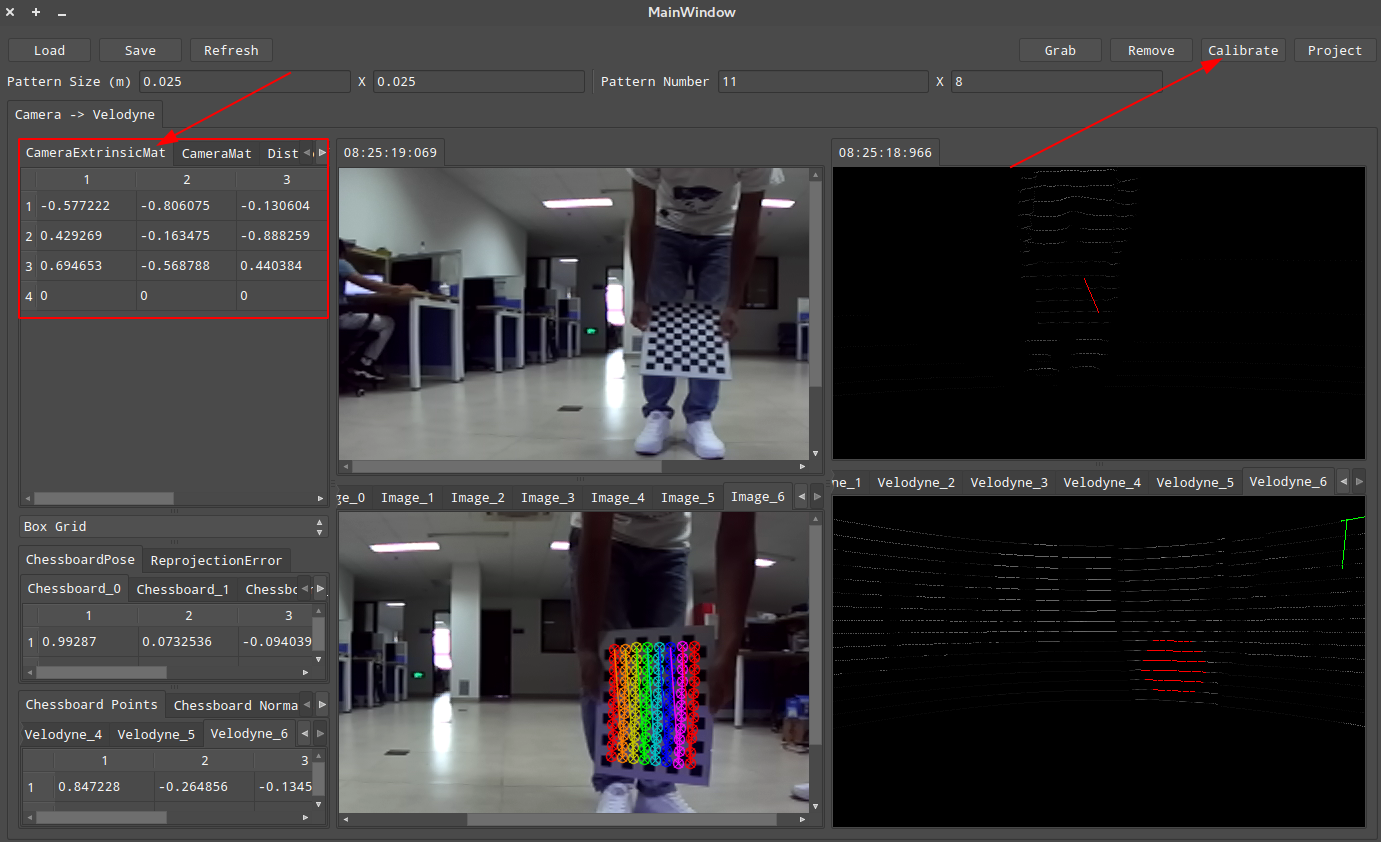 MainWindow
Load Save Refresh Grab Remove Calibrate Project
Pattern Size (m) 0.025 X 0.025 Pattern Number 11 X 8
Camera -> Velodyne
CameraExtrinsicMat CameraMat Dist
1 2 3
1 -0.577222 -0.806075 -0.130604
2 0.429269 -0.163475 -0.888259
3 0.694653 -0.568788 0.440384
4 0 0 0
Box Grid
ChessboardPose ReprojectionError
Chessboard_0 Chessboard_1 Chessbo
1 2 3
1 0.99287 0.0732536 -0.094039
Chessboard Points Chessboard Norma
Velodyne_4 Velodyne_5 Velodyne_6
1 2 3
1 0.847228 -0.264856 -0.1345
08:25:19:069
ge_0 Image_1 Image_2 Image_3 Image_4 Image_5 Image_6
08:25:18:966
ne_1 Velodyne_2 Velodyne_3 Velodyne_4 Velodyne_5 Velodyne_6